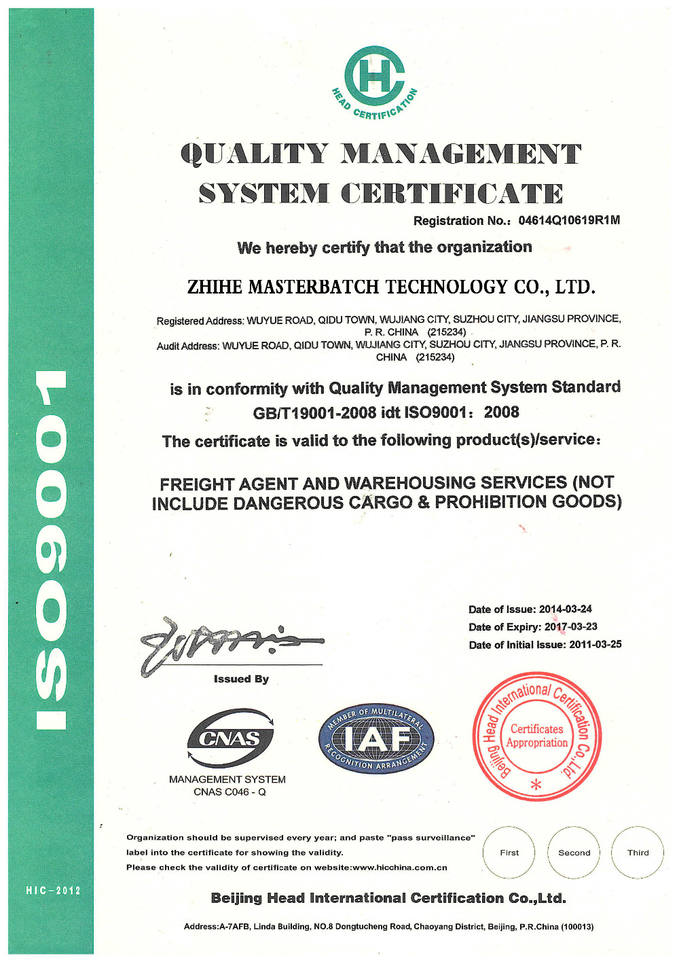 HC
HEAD CERTIFICATION
QUALITY MANAGEMENT
SYSTEM CERTIFICATE
Registration No.: 04614Q10619R1M
We hereby certify that the organization
ZHIHE MASTERBATCH TECHNOLOGY CO., LTD.
Registered Address: WUYUE ROAD, QIDU TOWN, WUJIANG CITY, SUZHOU CITY, JIANGSU PROVINCE,
P. R. CHINA (215234)
Audit Address: WUYUE ROAD, QIDU TOWN, WUJIANG CITY, SUZHOU CITY, JIANGSU PROVINCE, P. R.
CHINA (215234)
is in conformity with Quality Management System Standard
GB/T19001-2008 idt ISO9001: 2008
The certificate is valid to the following product(s)/service:
FREIGHT AGENT AND WAREHOUSING SERVICES (NOT
INCLUDE DANGEROUS CARGO & PROHIBITION GOODS)
ISO9001
Date of Issue: 2014-03-24
Date of Expiry: 2017-03-23
Date of Initial Issue: 2011-03-25
Issued By
CNAS
MANAGEMENT SYSTEM
CNAS C046 - Q
MEMBER OF MULTILATERAL
IAF
RECOGNITION ARRANGEMENT
Beijing Head International Certification Co.,Ltd.
Certificates
Appropriation
*
Organization should be supervised every year; and paste "pass surveillance"
label into the certificate for showing the validity.
Please check the validity of certificate on website:www.hicchina.com.cn
First
Second
Third
HIC-2012
Beijing Head International Certification Co.,Ltd.
Address:A-7AFB, Linda Building, NO.8 Dongtucheng Road, Chaoyang District, Beijing, P.R.China (100013)